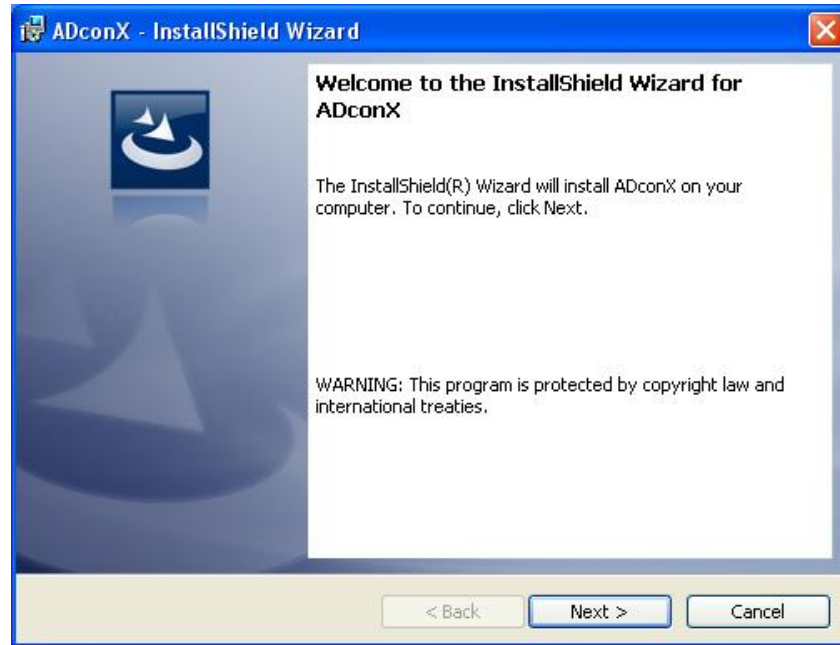 ADconX - InstallShield Wizard
Welcome to the InstallShield Wizard for
ADconX
The InstallShield(R) Wizard will install ADconX on your
computer. To continue, click Next.
WARNING: This program is protected by copyright law and
international treaties.
< Back Next > Cancel